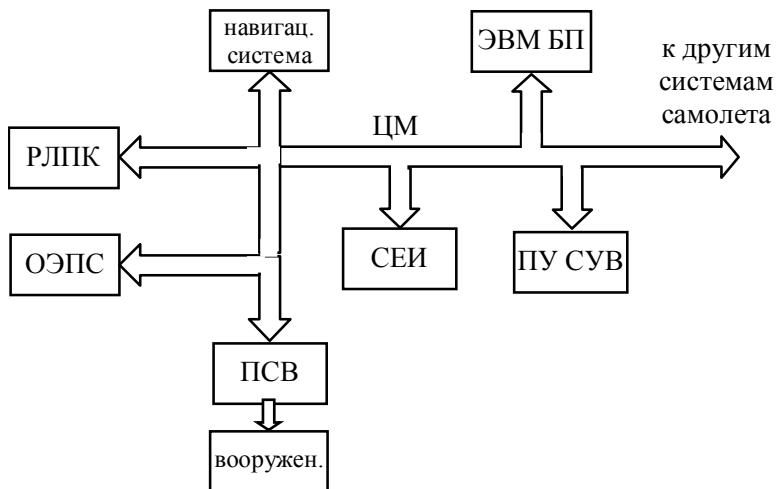 навигац.
система
ЭВМ БП
к другим
системам
самолета
ЦМ
РЛПК
ОЭПС
СЕИ
ПУ СУВ
ПСВ
вооружен.